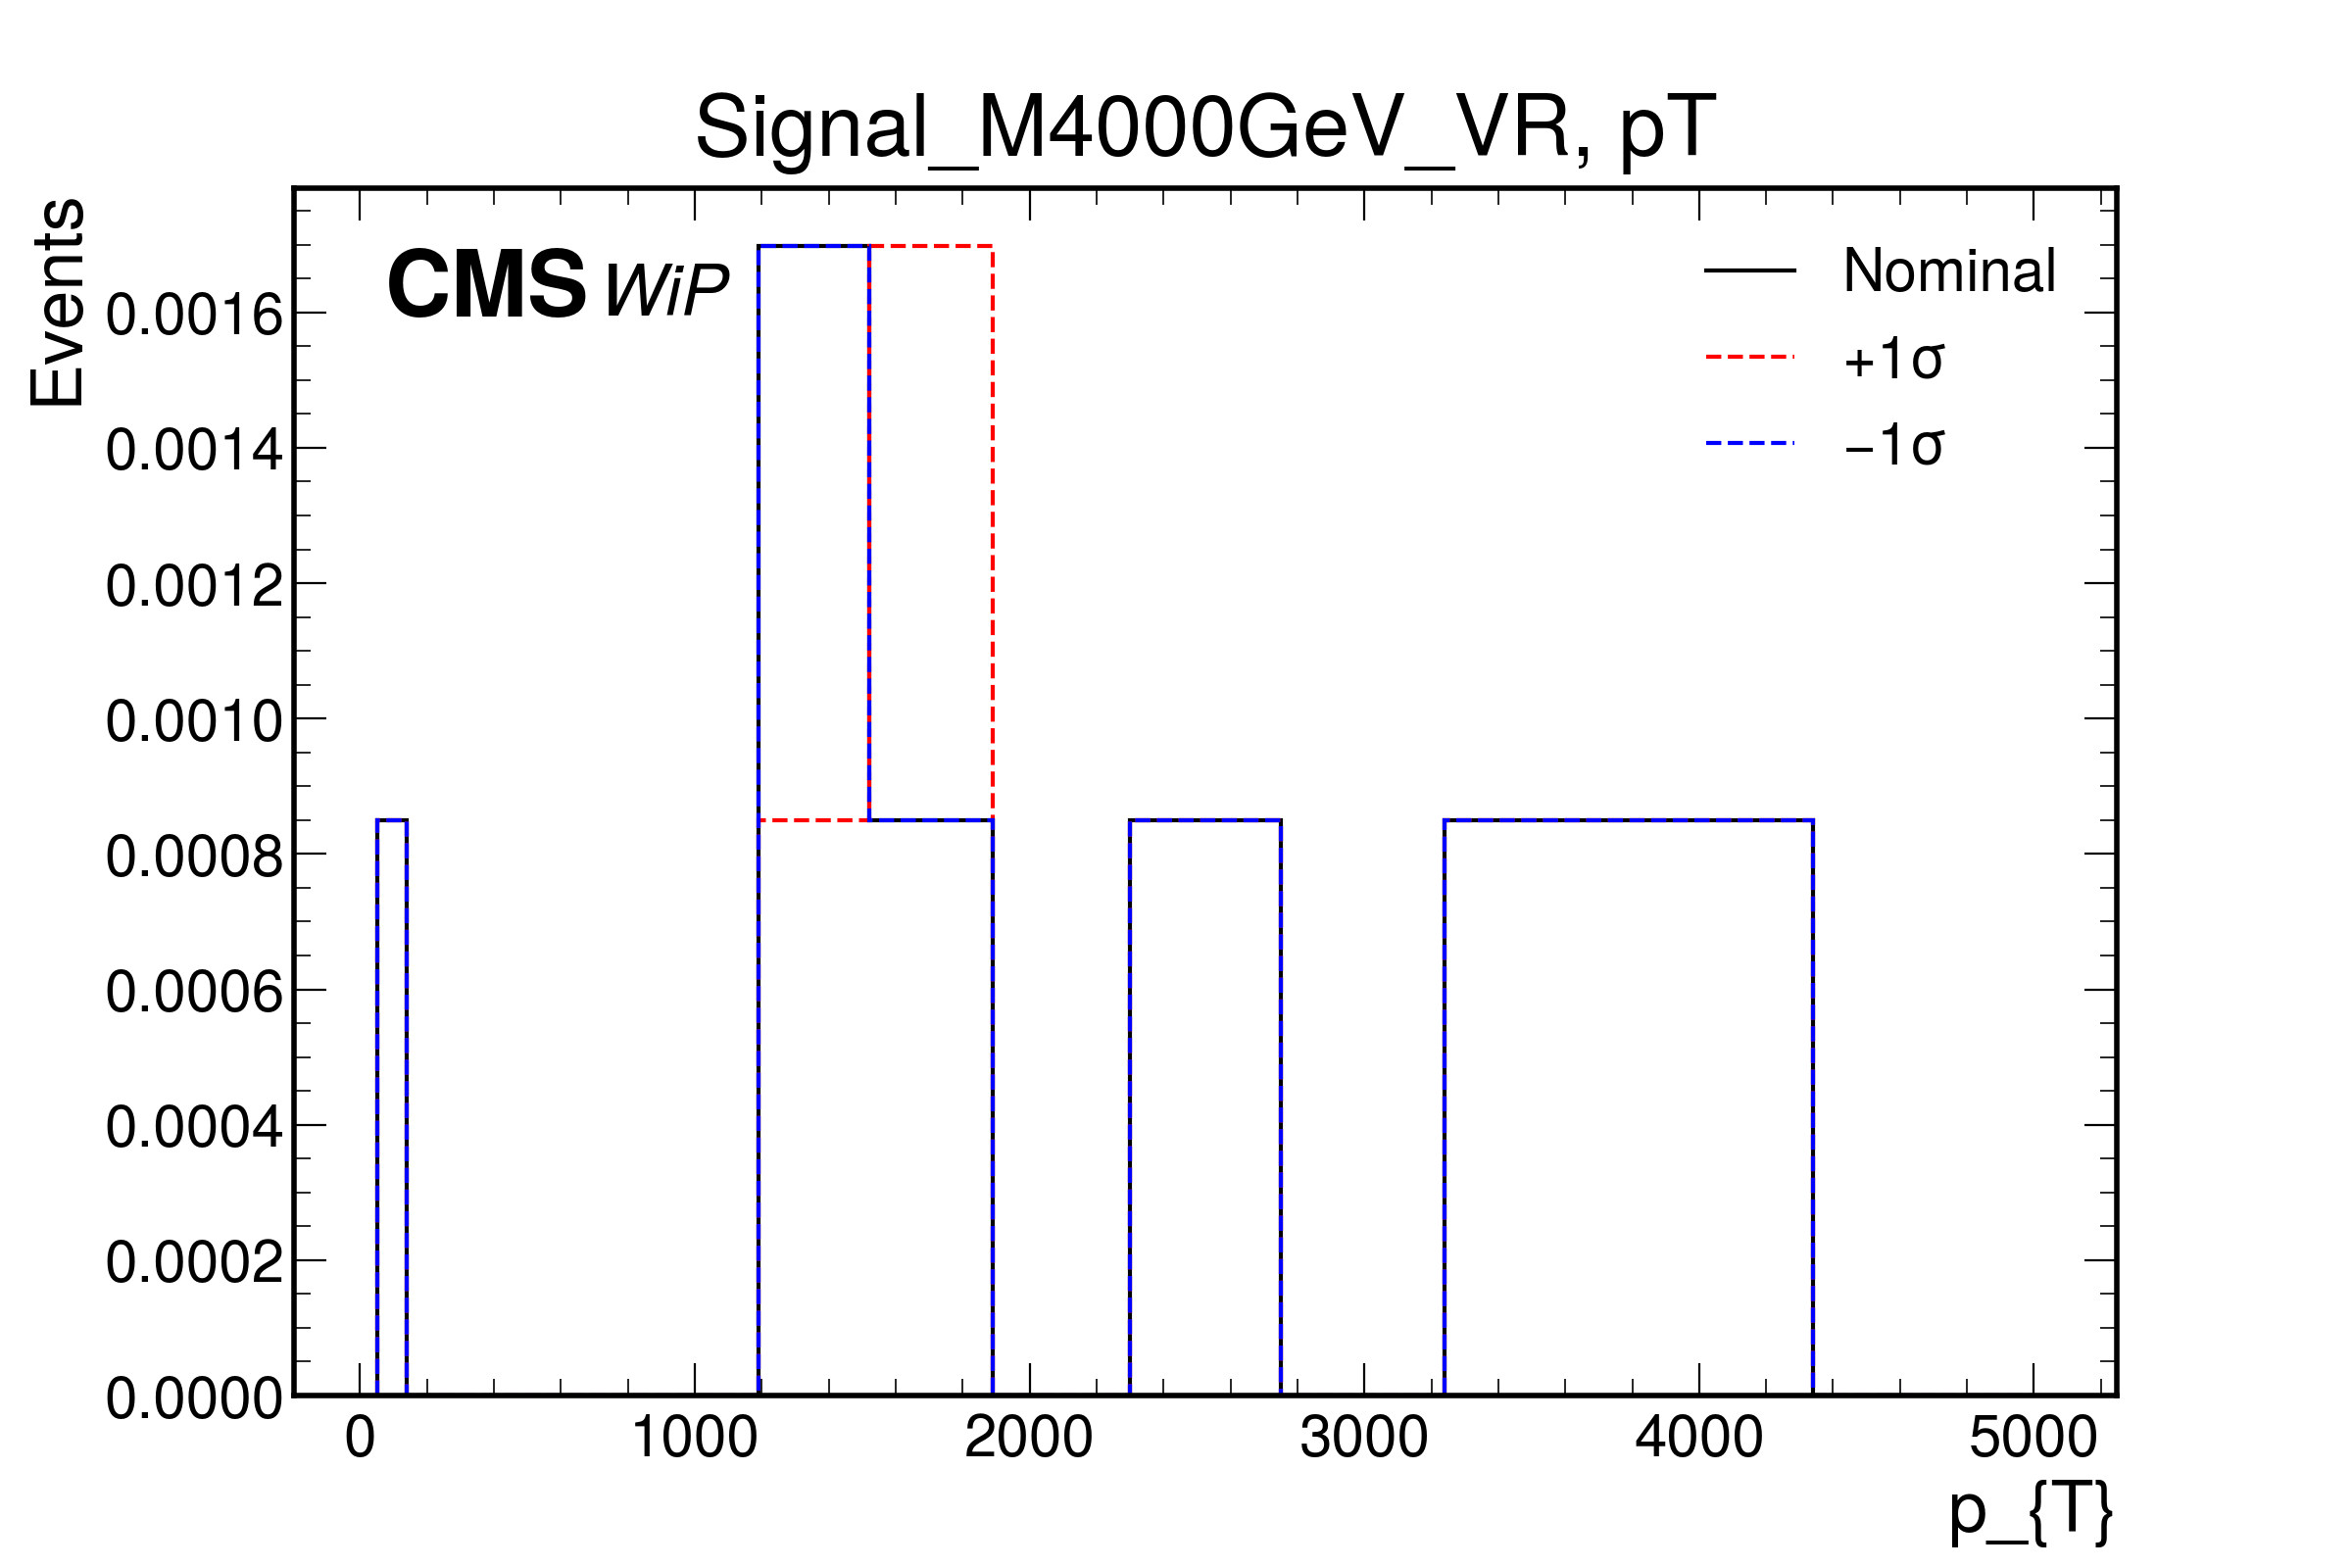 Signal_M4000GeV_VR, pT
Events
CMS WiP
Nominal
+1σ
−1σ
0.0016
0.0014
0.0012
0.0010
0.0008
0.0006
0.0004
0.0002
0.0000
0 1000 2000 3000 4000 5000
p_{T}